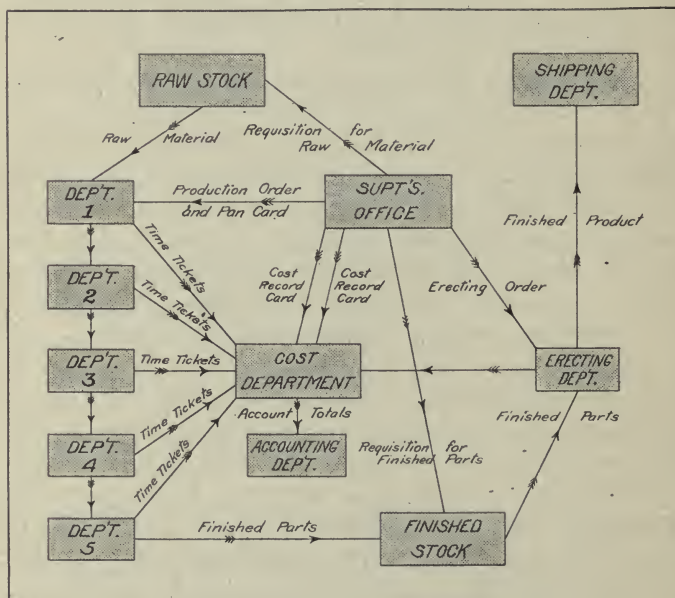 RAW STOCK
SHIPPING
DEP'T.
Raw Material
Requisition for
Raw Material
DEP'T.
1
Production Order
and Pan Card
SUPT'S.
OFFICE
Finished Product
Time Tickets
DEP'T.
2
Time Tickets
Cost
Record
Card
Cost
Record
Card
Erecting Order
DEP'T.
3
Time Tickets
COST
DEPARTMENT
ERECTING
DEPT.
Account Totals
Finished Parts
DEP'T.
4
Time Tickets
ACCOUNTING
DEP'T.
Requisition for
Finished Parts
Time Tickets
DEP'T.
5
Finished Parts
FINISHED
STOCK